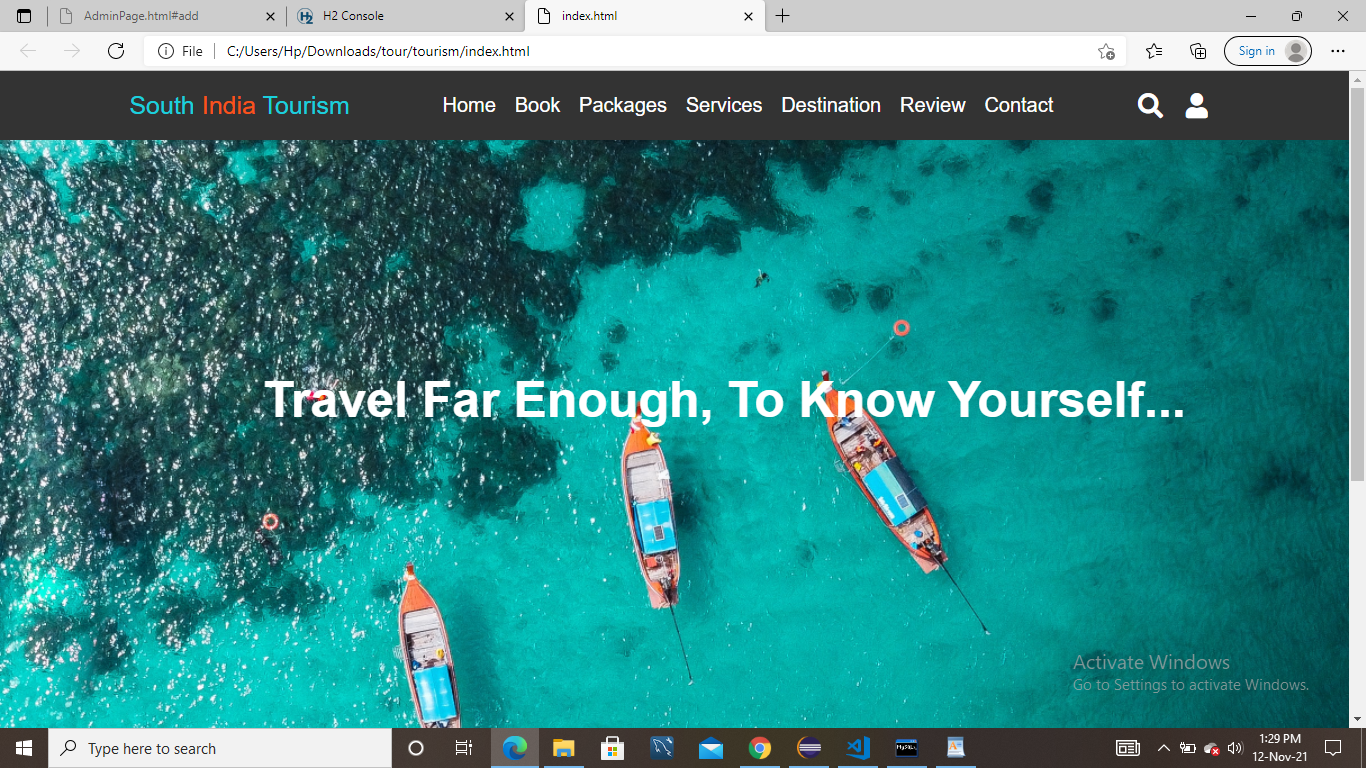 AdminPage.html#add
H2 Console
index.html
File
C:/Users/Hp/Downloads/tour/tourism/index.html
Sign in
South India Tourism
Home Book Packages Services Destination Review Contact
Travel Far Enough, To Know Yourself...
Activate Windows
Go to Settings to activate Windows.
Type here to search
MySQL
1:29 PM
12-Nov-21